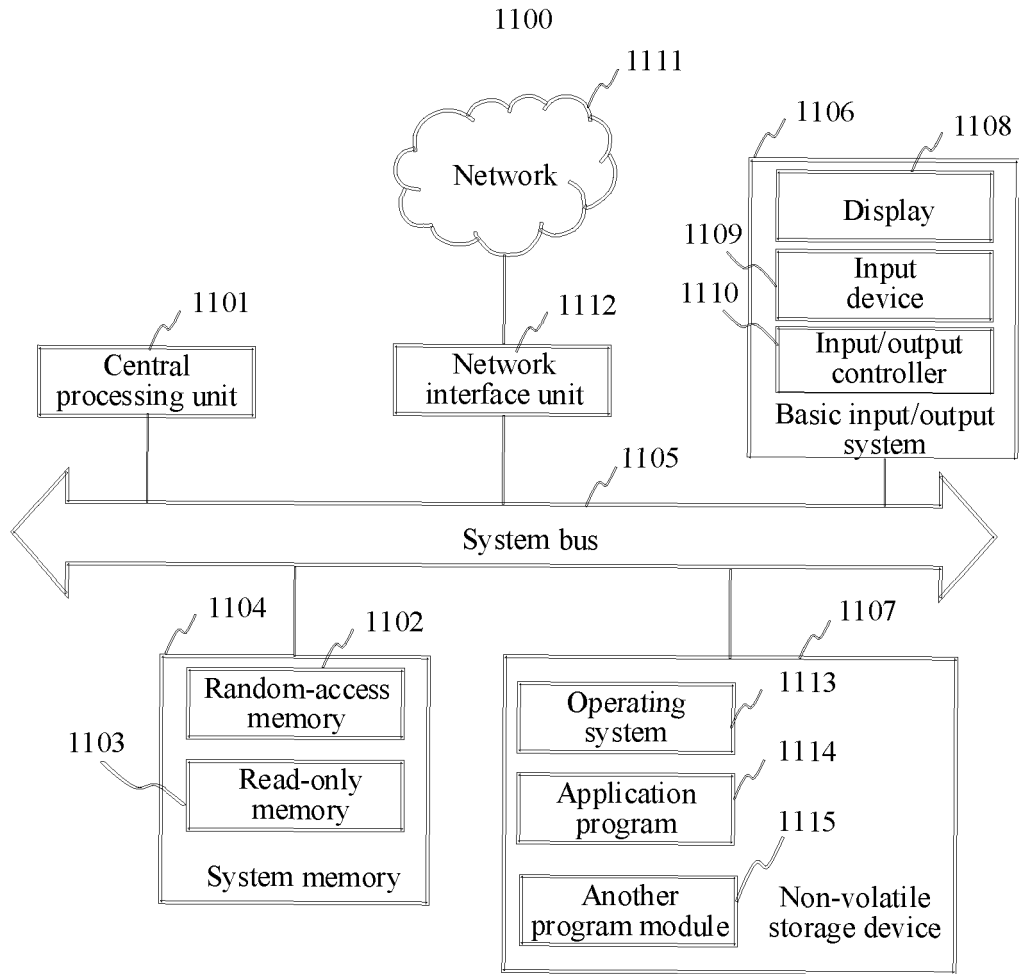 1100
1111
Network
1106
1108
Display
1109
Input
device
1110
Input/output
controller
Basic input/output
system
1101
Central
processing unit
1112
Network
interface unit
1105
System bus
1104
1102
Random-access
memory
1103
Read-only
memory
System memory
1107
1113
Operating
system
1114
Application
program
1115
Another
program module
Non-volatile
storage device